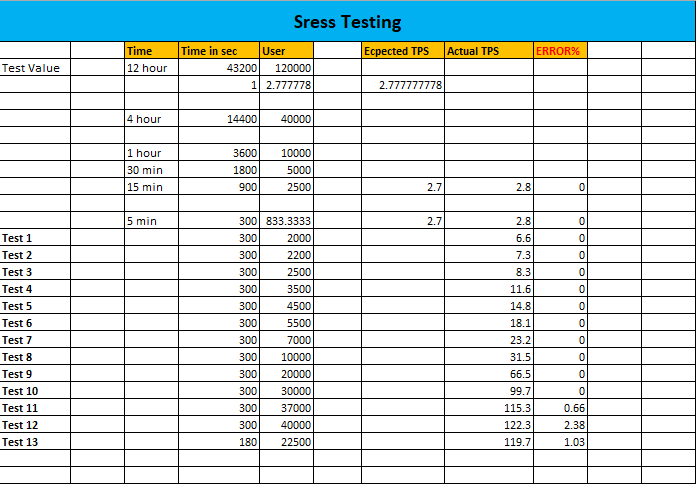 Sress Testing
Time Time in sec User Ecpected TPS Actual TPS ERROR%
Test Value 12 hour 43200 120000
1 2.777778 2.777777778
4 hour 14400 40000
1 hour 3600 10000
30 min 1800 5000
15 min 900 2500 2.7 2.8 0
5 min 300 833.3333 2.7 2.8 0
Test 1 300 2000 6.6 0
Test 2 300 2200 7.3 0
Test 3 300 2500 8.3 0
Test 4 300 3500 11.6 0
Test 5 300 4500 14.8 0
Test 6 300 5500 18.1 0
Test 7 300 7000 23.2 0
Test 8 300 10000 31.5 0
Test 9 300 20000 66.5 0
Test 10 300 30000 99.7 0
Test 11 300 37000 115.3 0.66
Test 12 300 40000 122.3 2.38
Test 13 180 22500 119.7 1.03